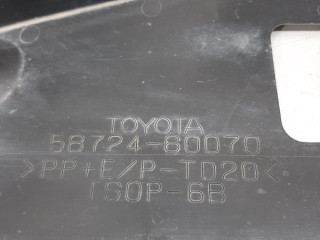 TOYOTA
58724-60070
>PP+E/P-TD20<
TSOP-6B